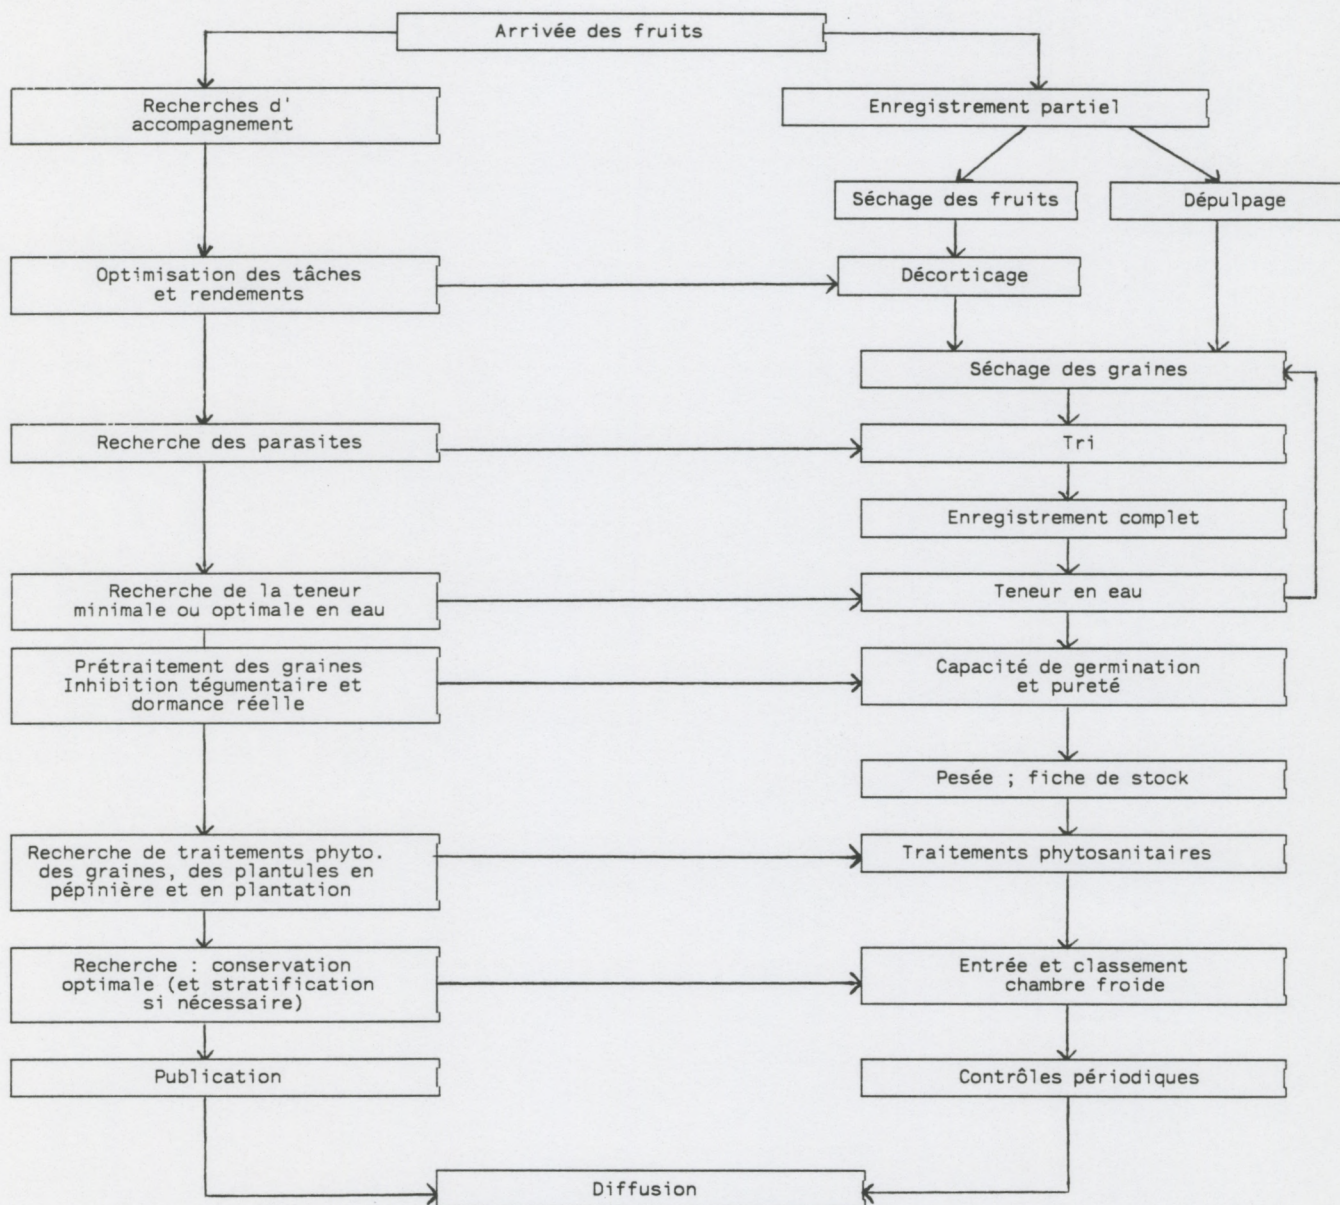 Arrivée des fruits
Recherches d'
accompagnement
Enregistrement partiel
Séchage des fruits
Dépulpage
Optimisation des tâches
et rendements
Décorticage
Séchage des graines
Recherche des parasites
Tri
Enregistrement complet
Recherche de la teneur
minimale ou optimale en eau
Teneur en eau
Prétraitement des graines
Inhibition tégumentaire et
dormance réelle
Capacité de germination
et pureté
Pesée ; fiche de stock
Recherche de traitements phyto.
des graines, des plantules en
pépinière et en plantation
Traitements phytosanitaires
Recherche : conservation
optimale (et stratification
si nécessaire)
Entrée et classement
chambre froide
Publication
Contrôles périodiques
Diffusion